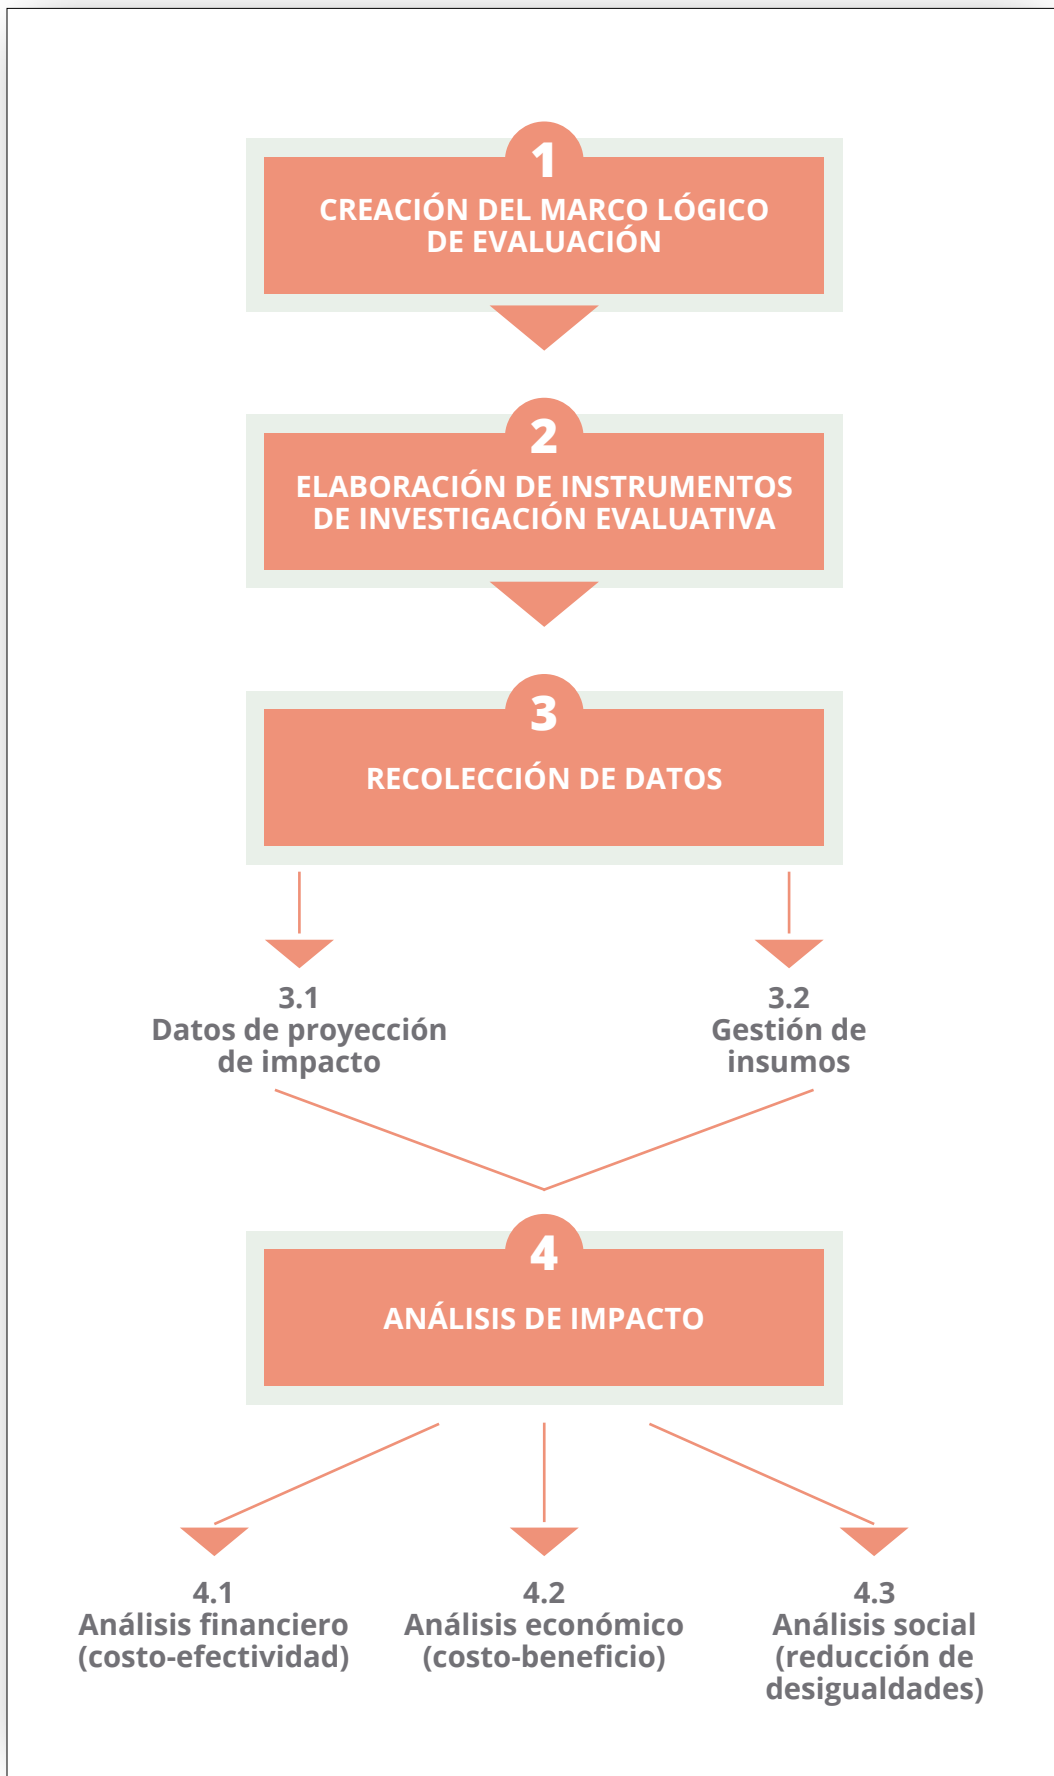 1
CREACIÓN DEL MARCO LÓGICO
DE EVALUACIÓN
2
ELABORACIÓN DE INSTRUMENTOS
DE INVESTIGACIÓN EVALUATIVA
3
RECOLECCIÓN DE DATOS
3.1
Datos de proyección
de impacto
3.2
Gestión de
insumos
4
ANÁLISIS DE IMPACTO
4.1
Análisis financiero
(costo-efectividad)
4.2
Análisis económico
(costo-beneficio)
4.3
Análisis social
(reducción de
desigualdades)